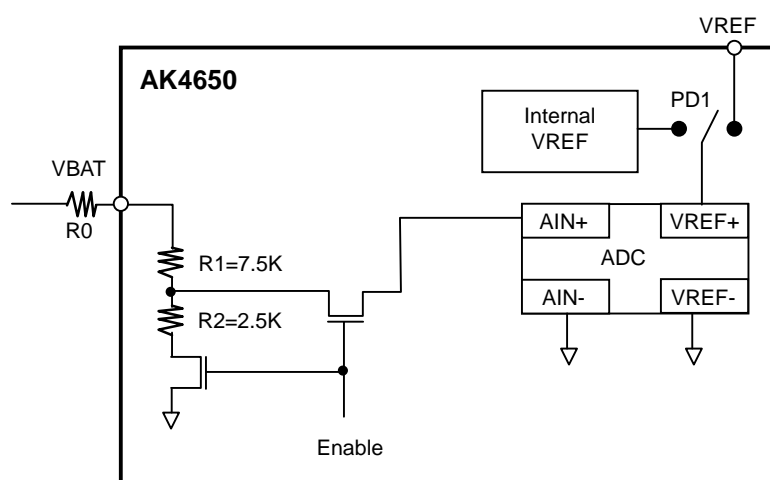 VREF
AK4650
PD1
Internal
VREF
VBAT
R0
AIN+
VREF+
R1=7.5K
ADC
AIN-
VREF-
R2=2.5K
Enable